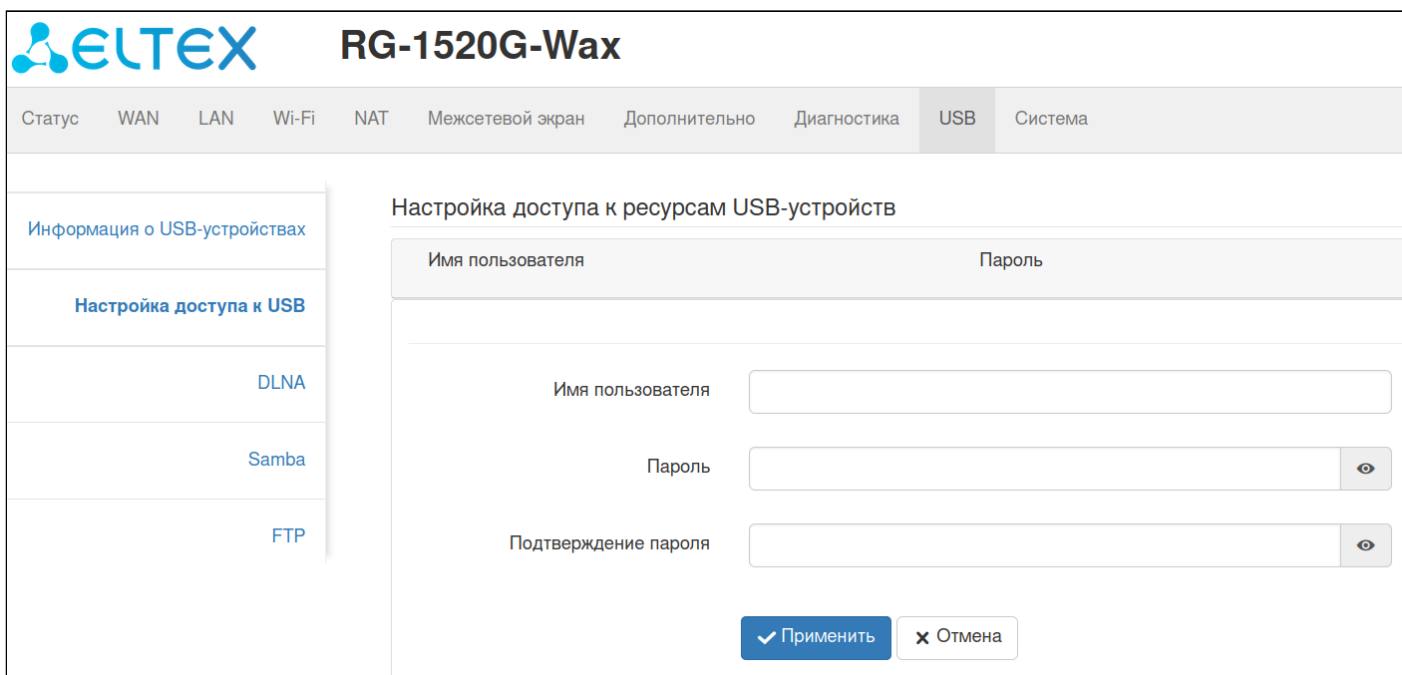 ELTEX RG-1520G-Wax
Статус WAN LAN Wi-Fi NAT Межсетевой экран Дополнительно Диагностика USB Система
Информация о USB-устройствах
Настройка доступа к USB
DLNA
Samba
FTP
Настройка доступа к ресурсам USB-устройств
Имя пользователя Пароль
Имя пользователя
Пароль
Подтверждение пароля
Применить Отмена